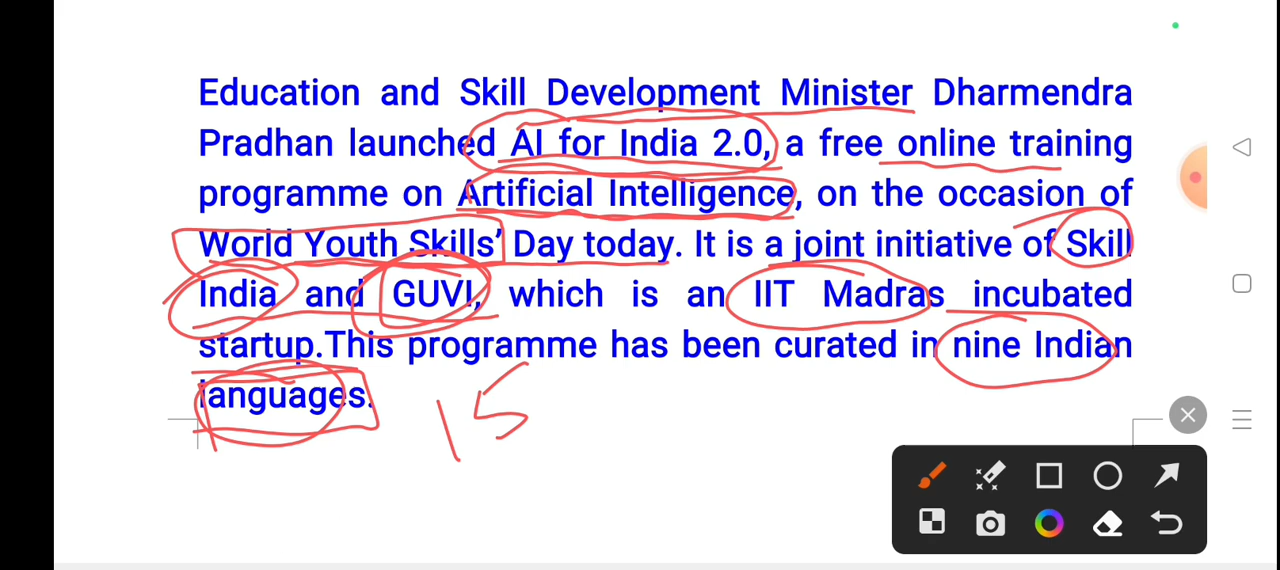 Education and Skill Development Minister Dharmendra
Pradhan launched AI for India 2.0, a free online training
programme on Artificial Intelligence, on the occasion of
World Youth Skills' Day today. It is a joint initiative of Skill
India and GUVI, which is an IIT Madras incubated
startup.This programme has been curated in nine Indian
languages.
15